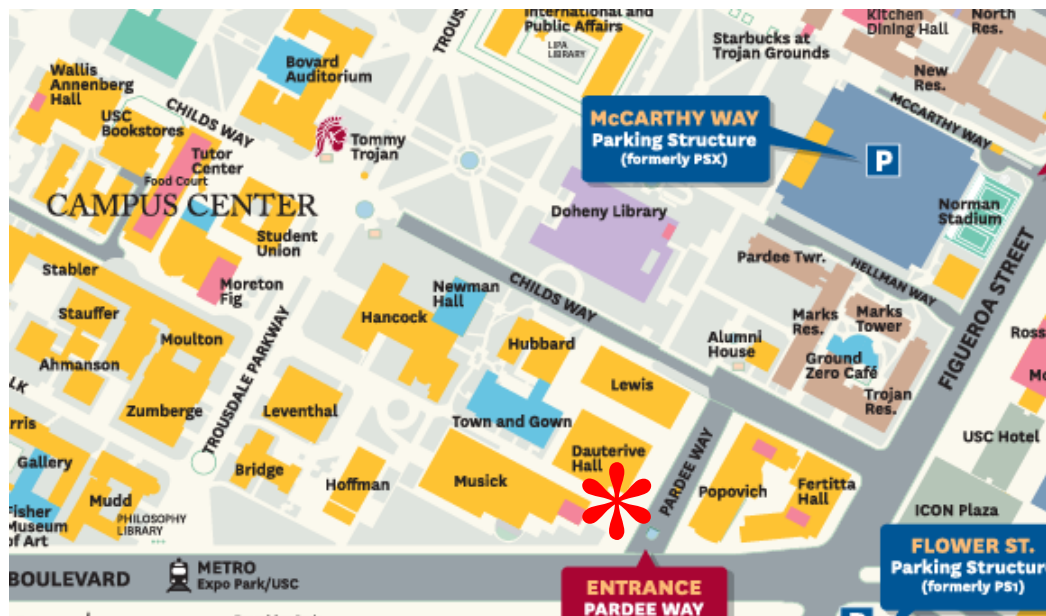 International and
Public Affairs
LIPA
LIBRARY
TROUS
Kitchen
Dining Hall
North
Res.
Starbucks at
Trojan Grounds
New
Res.
Wallis
Annenberg
Hall
Bovard
Auditorium
McCARTHY WAY
USC
Bookstores
CHILDS WAY
McCARTHY WAY
Parking Structure
(formerly PSX)
P
Tommy
Trojan
Tutor
Center
Food Court
CAMPUS CENTER
Doheny Library
Norman
Stadium
Student
Union
Pardee Twr.
HELLMAN WAY
FIGUEROA STREET
Stabler
Moreton
Fig
Newman
Hall
CHILDS WAY
Stauffer
Hancock
Marks
Res.
Marks
Tower
Moulton
Hubbard
Alumni
House
Ross
Ahmanson
Ground
Zero Café
TROUSDALE PARKWAY
Lewis
Trojan
Res.
Zumberge
Leventhal
Town and Gown
USC Hotel
Gallery
Bridge
Hoffman
Musick
Dauterive
Hall
PARDEE WAY
Popovich
Fertitta
Hall
Mudd
PHILOSOPHY
LIBRARY
Fisher
Museum
of Art
ICON Plaza
BOULEVARD
METRO
Expo Park/USC
ENTRANCE
PARDEE WAY
FLOWER ST.
Parking Structure
(formerly PS1)
P